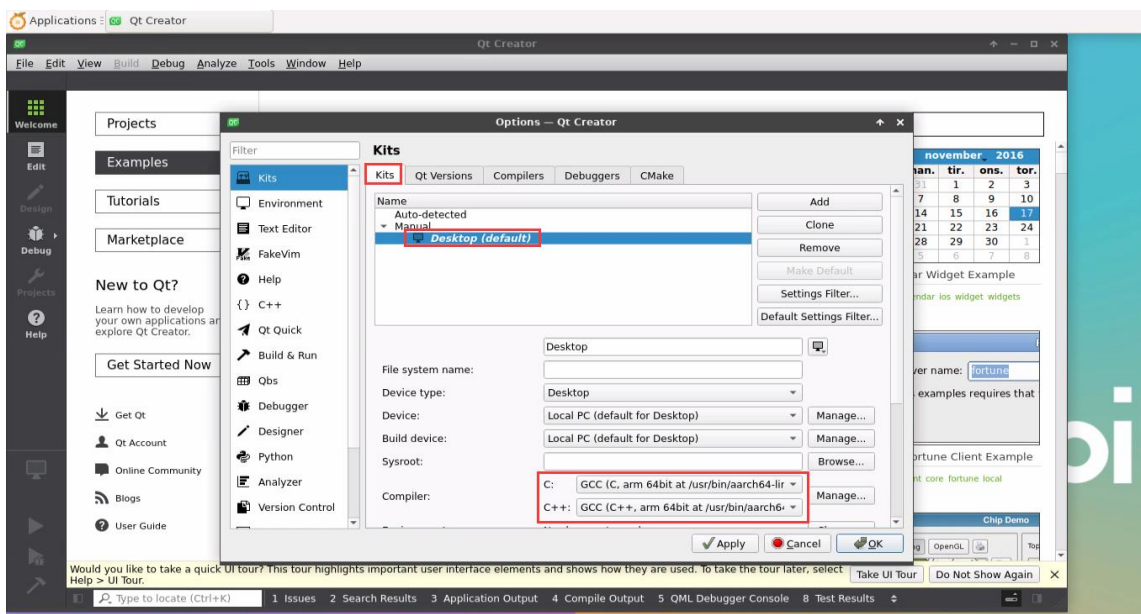 Applications
Qt Creator
Qt Creator
File Edit View Build Debug Analyze Tools Window Help
Welcome
Edit
Design
Debug
Projects
Help
Projects
Examples
Tutorials
Marketplace
New to Qt?
Learn how to develop
your own applications
explore Qt Creator.
Get Started Now
Get Qt
Qt Account
Online Community
Blogs
User Guide
Options — Qt Creator
Filter
Kits
Environment
Text Editor
FakeVim
Help
{} C++
Qt Quick
Build & Run
Qbs
Debugger
Designer
Python
Analyzer
Version Control
Kits
Kits Qt Versions Compilers Debuggers CMake
Name
Auto-detected
Manual
Desktop (default)
Add
Clone
Remove
Make Default
Settings Filter...
Default Settings Filter...
Desktop
File system name:
Device type: Desktop
Device: Local PC (default for Desktop) Manage...
Build device: Local PC (default for Desktop) Manage...
Sysroot: Browse...
Compiler:
C: GCC (C, arm 64bit at /usr/bin/aarch64-lin
Manage...
C++: GCC (C++, arm 64bit at /usr/bin/aarch64
Apply Cancel OK
november, 2016
man. tir. ons. tor.
31 1 2 3
7 8 9 10
14 15 16 17
21 22 23 24
28 29 30 1
5 6 7 8
ar Widget Example
endar ios widget widgets
ver name: fortune
examples requires that
ortune Client Example
nt core fortune local
Chip Demo
OpenGL
Top
Would you like to take a quick UI tour? This tour highlights important user interface elements and shows how they are used. To take the tour later, select
Help > UI Tour.
Take UI Tour Do Not Show Again
Type to locate (Ctrl+K) 1 Issues 2 Search Results 3 Application Output 4 Compile Output 5 QML Debugger Console 8 Test Results
pi